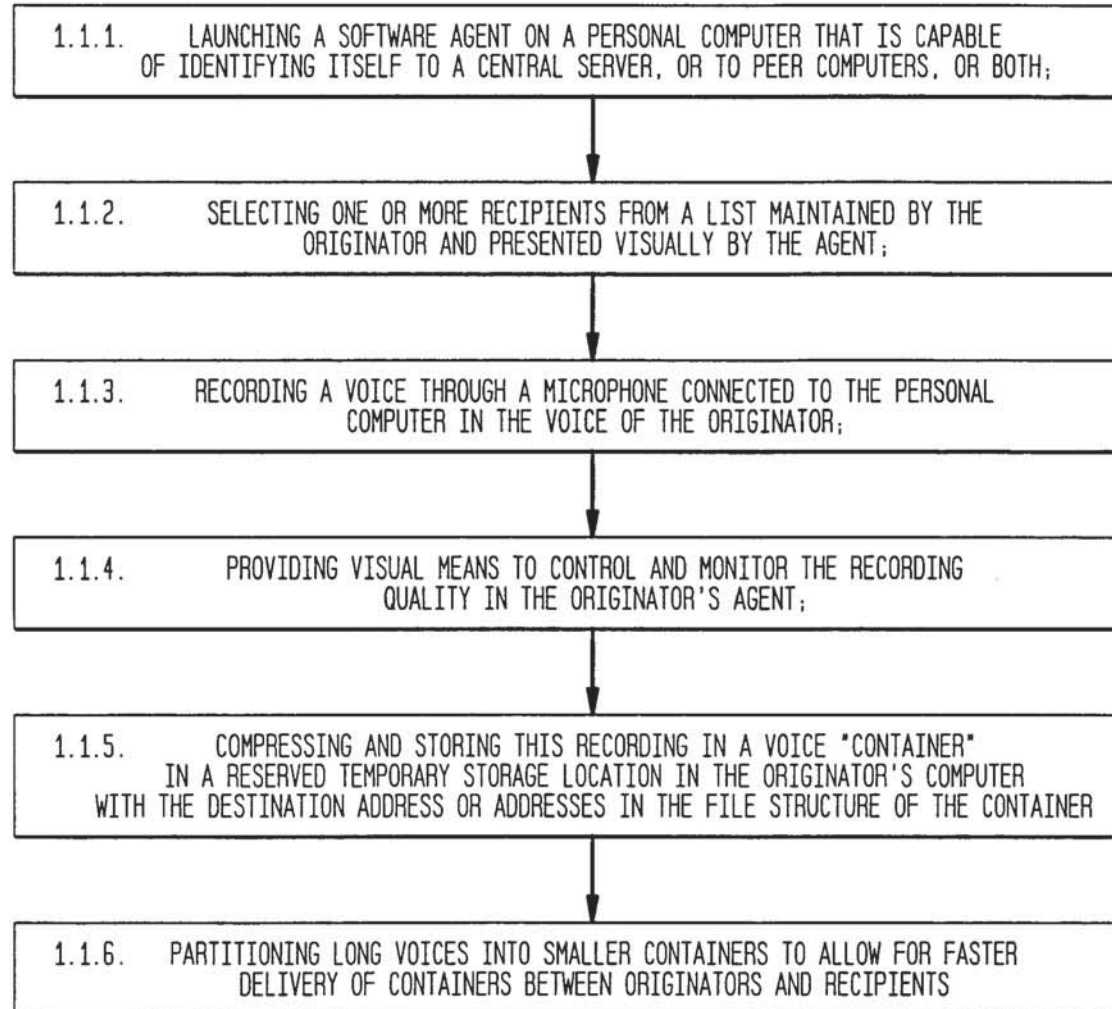 1.1.1. LAUNCHING A SOFTWARE AGENT ON A PERSONAL COMPUTER THAT IS CAPABLE
OF IDENTIFYING ITSELF TO A CENTRAL SERVER, OR TO PEER COMPUTERS, OR BOTH;
1.1.2. SELECTING ONE OR MORE RECIPIENTS FROM A LIST MAINTAINED BY THE
ORIGINATOR AND PRESENTED VISUALLY BY THE AGENT;
1.1.3. RECORDING A VOICE THROUGH A MICROPHONE CONNECTED TO THE PERSONAL
COMPUTER IN THE VOICE OF THE ORIGINATOR;
1.1.4. PROVIDING VISUAL MEANS TO CONTROL AND MONITOR THE RECORDING
QUALITY IN THE ORIGINATOR'S AGENT;
1.1.5. COMPRESSING AND STORING THIS RECORDING IN A VOICE "CONTAINER"
IN A RESERVED TEMPORARY STORAGE LOCATION IN THE ORIGINATOR'S COMPUTER
WITH THE DESTINATION ADDRESS OR ADDRESSES IN THE FILE STRUCTURE OF THE CONTAINER
1.1.6. PARTITIONING LONG VOICES INTO SMALLER CONTAINERS TO ALLOW FOR FASTER
DELIVERY OF CONTAINERS BETWEEN ORIGINATORS AND RECIPIENTS